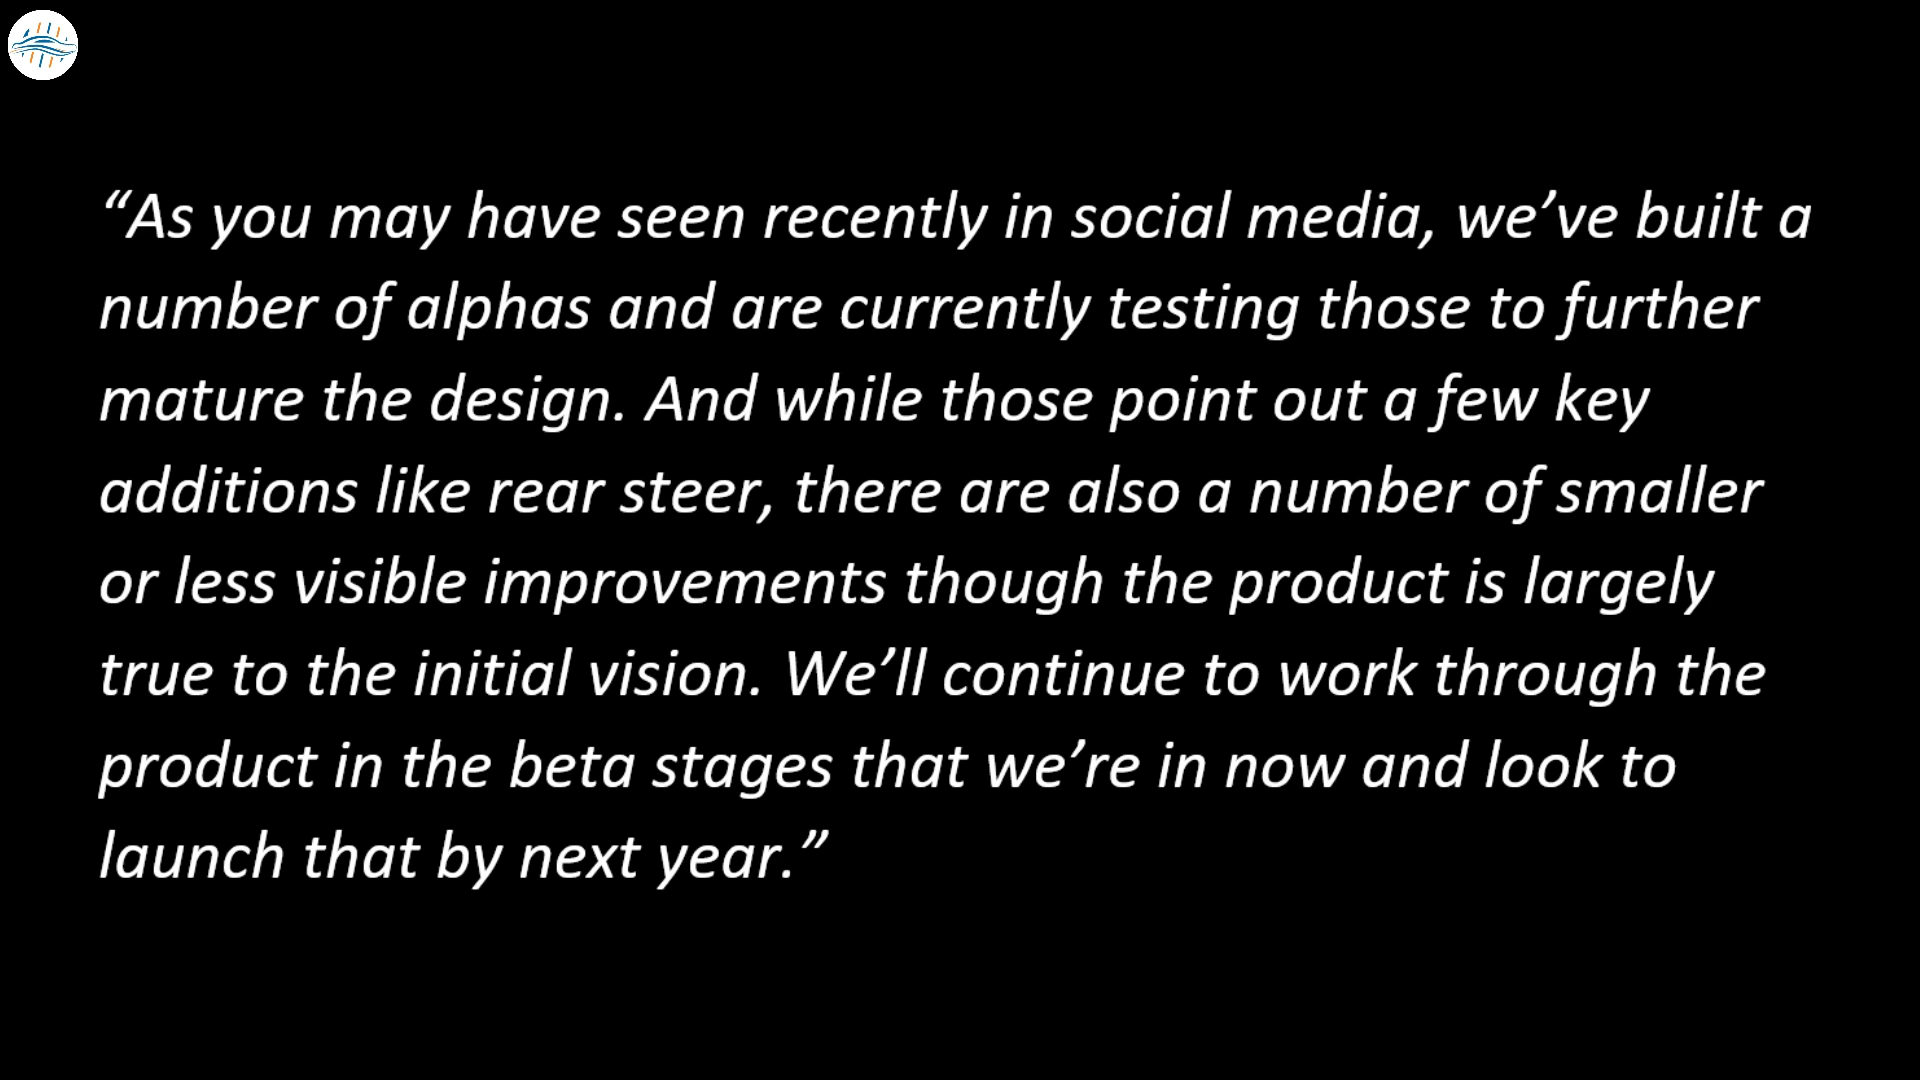 “As you may have seen recently in social media, we’ve built a
number of alphas and are currently testing those to further
mature the design. And while those point out a few key
additions like rear steer, there are also a number of smaller
or less visible improvements though the product is largely
true to the initial vision. We’ll continue to work through the
product in the beta stages that we’re in now and look to
launch that by next year.”